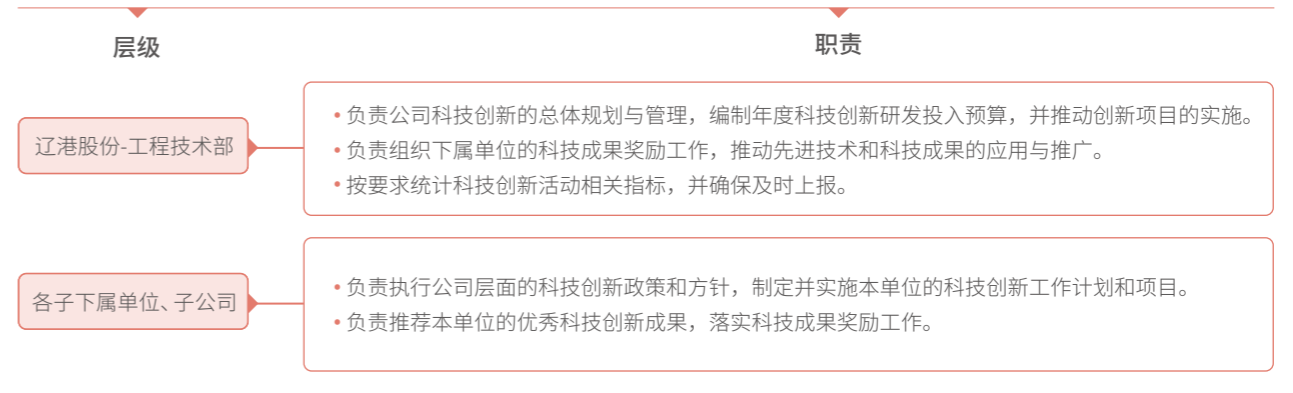 层级
职责
辽港股份-工程技术部
•负责公司科技创新的总体规划与管理，编制年度科技创新研发投入预算，并推动创新项目的实施。
•负责组织下属单位的科技成果奖励工作，推动先进技术和科技成果的应用与推广。
•按要求统计科技创新活动相关指标，并确保及时上报。
各子下属单位、子公司
•负责执行公司层面的科技创新政策和方针，制定并实施本单位的科技创新工作计划和项目。
•负责推荐本单位的优秀科技创新成果，落实科技成果奖励工作。